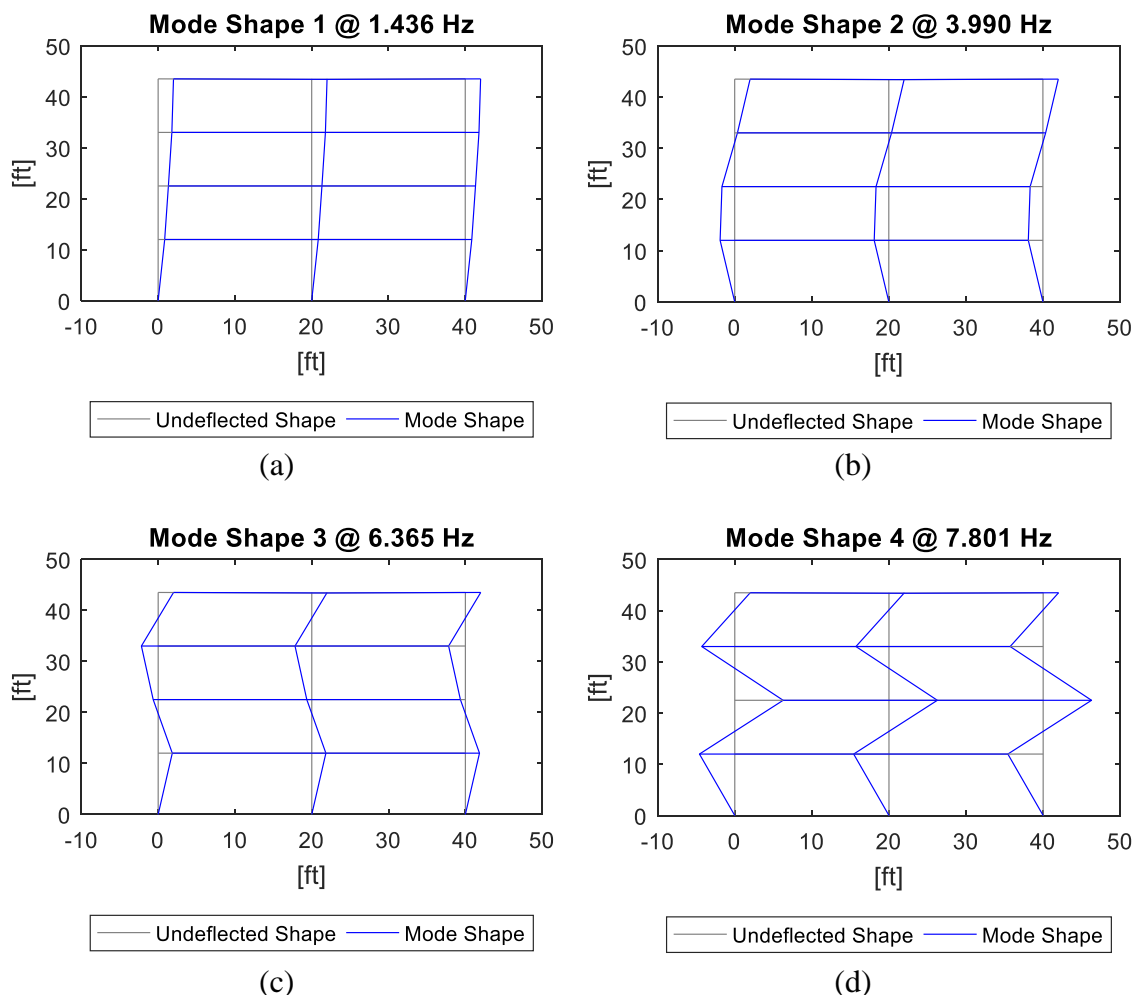 Mode Shape 1 @ 1.436 Hz
50
40
30
20
10
0
[ft]
-10 0 10 20 30 40 50
[ft]
Undeflected Shape Mode Shape
(a)
Mode Shape 2 @ 3.990 Hz
50
40
30
20
10
0
[ft]
-10 0 10 20 30 40 50
[ft]
Undeflected Shape Mode Shape
(b)
Mode Shape 3 @ 6.365 Hz
50
40
30
20
10
0
[ft]
-10 0 10 20 30 40 50
[ft]
Undeflected Shape Mode Shape
(c)
Mode Shape 4 @ 7.801 Hz
50
40
30
20
10
0
[ft]
-10 0 10 20 30 40 50
[ft]
Undeflected Shape Mode Shape
(d)